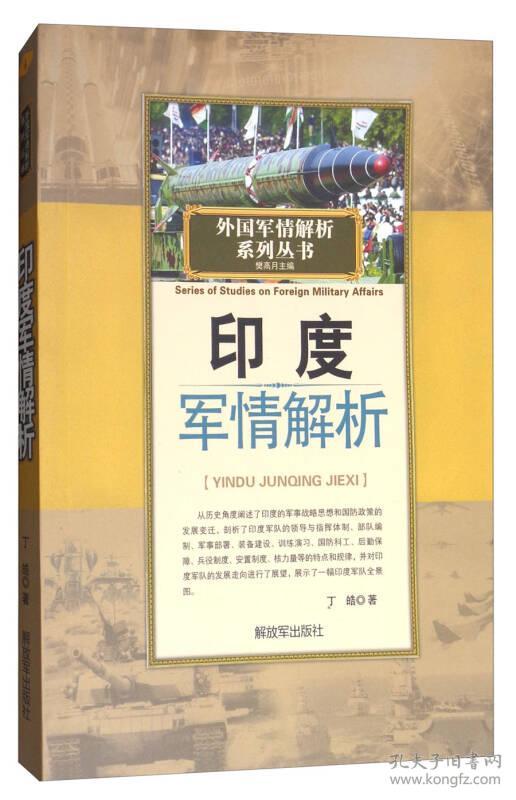 外国军情解析
系列丛书
樊高月主编
Series of Studies on Foreign Military Affairs
印度
军情解析
【YINDU JUNQING JIEXI】
从历史角度阐述了印度的军事战略思想和国防政策的
发展变迁，剖析了印度军队的领导与指挥体制、部队编
制、军事部署、装备建设、训练演习、国防科工、后勤保
障、兵役制度、安置制度、核力量等的特点和规律，并对印
度军队的发展走向进行了展望，展示了一幅印度军队全景
图。
丁 皓◎著
解放军出版社
印度军情解析
丁 皓◎著
解放军出版社
孔夫子旧书网
www.kongfz.com